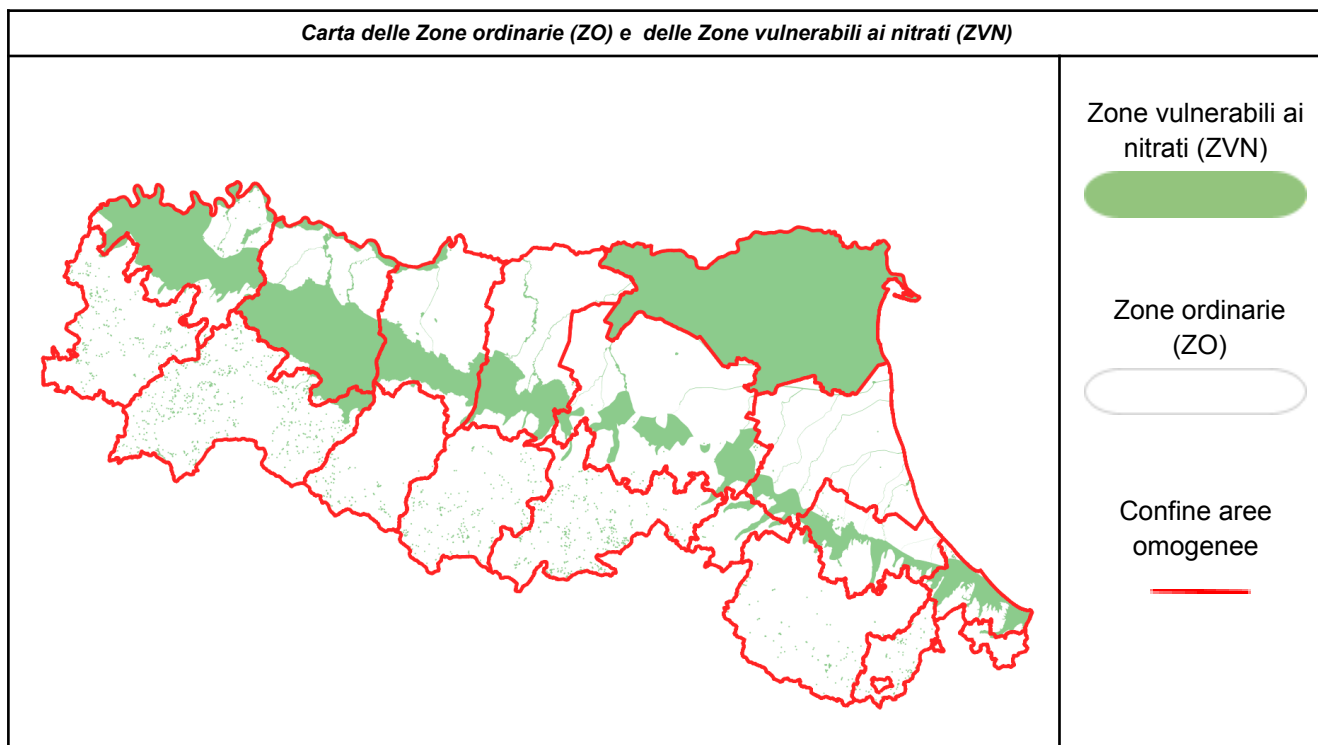 Carta delle Zone ordinarie (ZO) e delle Zone vulnerabili ai nitrati (ZVN)
Zone vulnerabili ai
nitrati (ZVN)
Zone ordinarie
(ZO)
Confine aree
omogenee